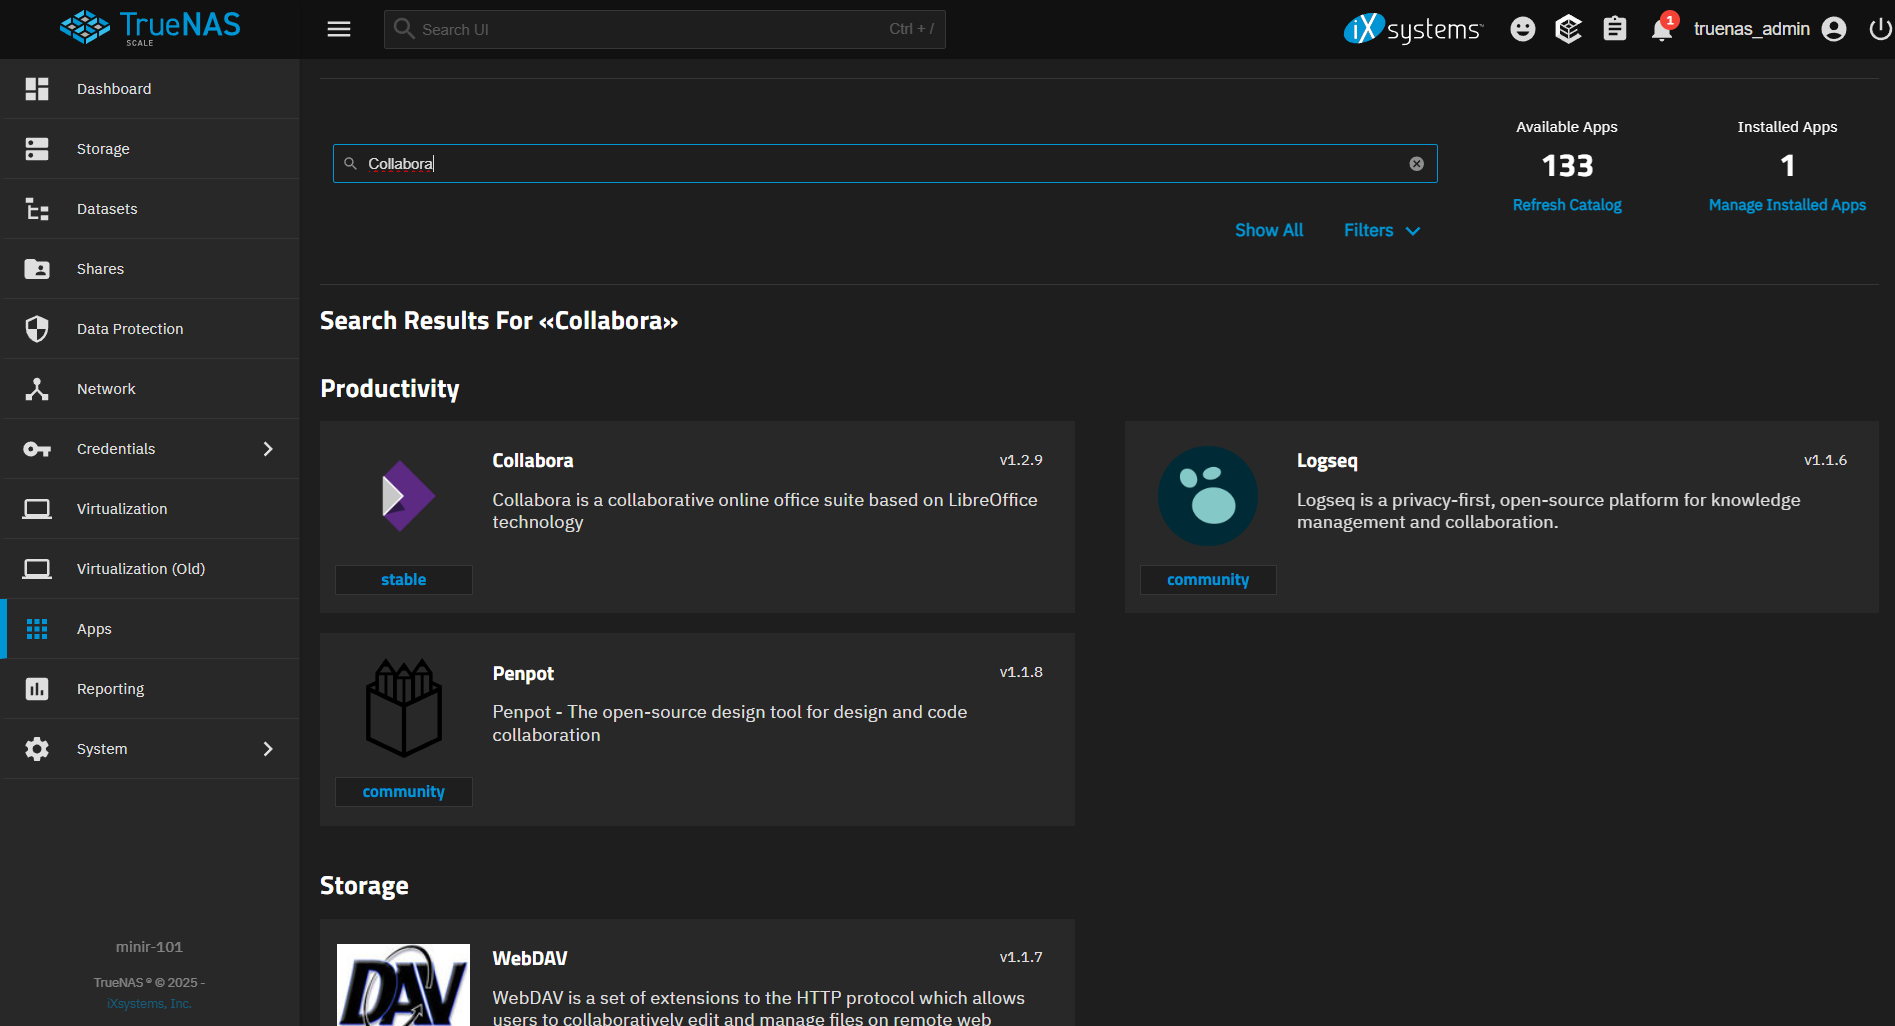 TrueNAS
SCALE
Search UI
Ctrl + /
iXsystems™
1
truenas_admin
Dashboard
Storage
Datasets
Shares
Data Protection
Network
Credentials
Virtualization
Virtualization (Old)
Apps
Reporting
System
minir-101
TrueNAS ® © 2025 -
iXsystems, Inc.
Collabora
Show All
Filters
Available Apps
133
Refresh Catalog
Installed Apps
1
Manage Installed Apps
Search Results For «Collabora»
Productivity
Collabora
v1.2.9
Collabora is a collaborative online office suite based on LibreOffice
technology
stable
Logseq
v1.1.6
Logseq is a privacy-first, open-source platform for knowledge
management and collaboration.
community
Penpot
v1.1.8
Penpot - The open-source design tool for design and code
collaboration
community
Storage
DAV
WebDAV
v1.1.7
WebDAV is a set of extensions to the HTTP protocol which allows
users to collaboratively edit and manage files on remote web